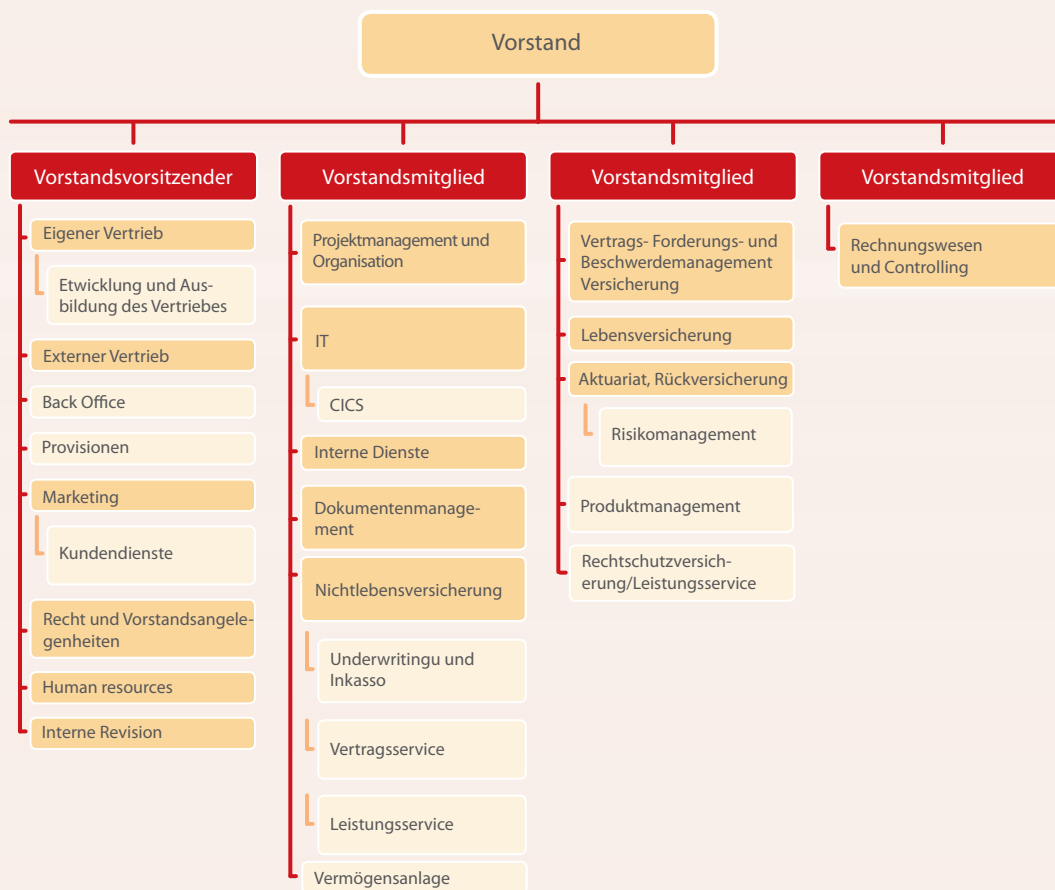 Vorstand
Vorstandsvorsitzender
Eigener Vertrieb
Etwicklung und Aus-
bildung des Vertriebes
Externer Vertrieb
Back Office
Provisionen
Marketing
Kundendienste
Recht und Vorstandsangele-
genheiten
Human resources
Interne Revision
Vorstandsmitglied
Projektmanagement und
Organisation
IT
CICS
Interne Dienste
Dokumentenmanage-
ment
Nichtlebensversicherung
Underwritingu und
Inkasso
Vertragsservice
Leistungsservice
Vermögensanlage
Vorstandsmitglied
Vertrags- Forderungs- und
Beschwerdemanagement
Versicherung
Lebensversicherung
Aktuariat, Rückversicherung
Risikomanagement
Produktmanagement
Rechtschutzversich-
erung/Leistungsservice
Vorstandsmitglied
Rechnungswesen
und Controlling